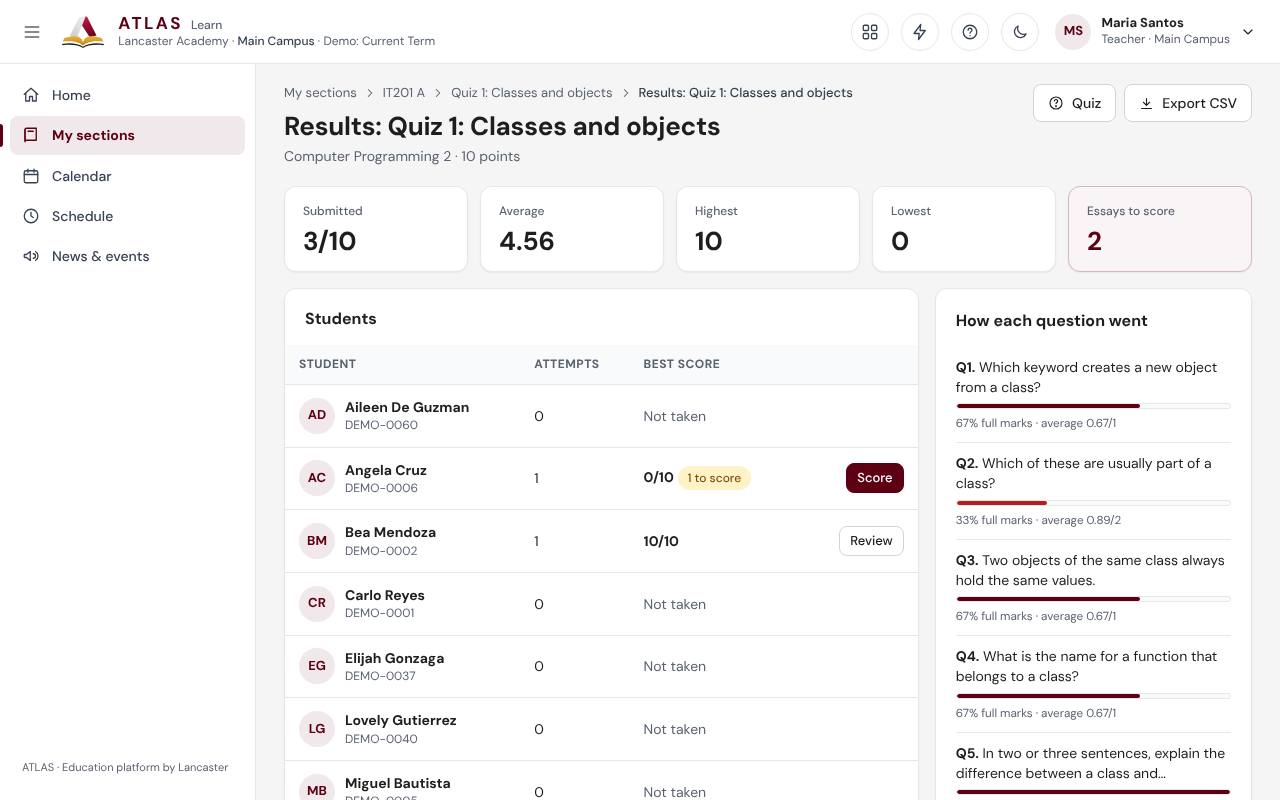 ATLAS Learn
Lancaster Academy · Main Campus · Demo: Current Term
MS
Maria Santos
Teacher · Main Campus
Home
My sections
Calendar
Schedule
News & events
ATLAS · Education platform by Lancaster
My sections > IT201 A > Quiz 1: Classes and objects > Results: Quiz 1: Classes and objects
Results: Quiz 1: Classes and objects
Computer Programming 2 · 10 points
Quiz
Export CSV
Submitted
3/10
Average
4.56
Highest
10
Lowest
0
Essays to score
2
Students
STUDENT ATTEMPTS BEST SCORE
AD Aileen De Guzman 0 Not taken
DEMO-0060
AC Angela Cruz 1 0/10 1 to score Score
DEMO-0006
BM Bea Mendoza 1 10/10 Review
DEMO-0002
CR Carlo Reyes 0 Not taken
DEMO-0001
EG Elijah Gonzaga 0 Not taken
DEMO-0037
LG Lovely Gutierrez 0 Not taken
DEMO-0040
MB Miguel Bautista 0 Not taken
DEMO-0005
How each question went
Q1. Which keyword creates a new object
from a class?
67% full marks · average 0.67/1
Q2. Which of these are usually part of a
class?
33% full marks · average 0.89/2
Q3. Two objects of the same class always
hold the same values.
67% full marks · average 0.67/1
Q4. What is the name for a function that
belongs to a class?
67% full marks · average 0.67/1
Q5. In two or three sentences, explain the
difference between a class and…